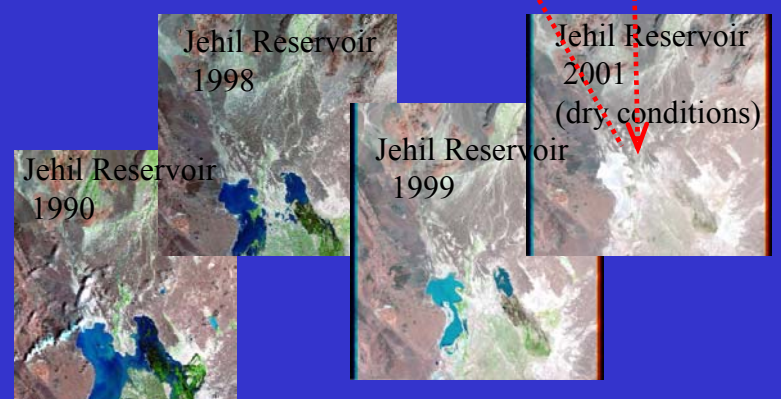 Jehil Reservoir
1998
Jehil Reservoir
2001
(dry conditions)
Jehil Reservoir
1999
Jehil Reservoir
1990